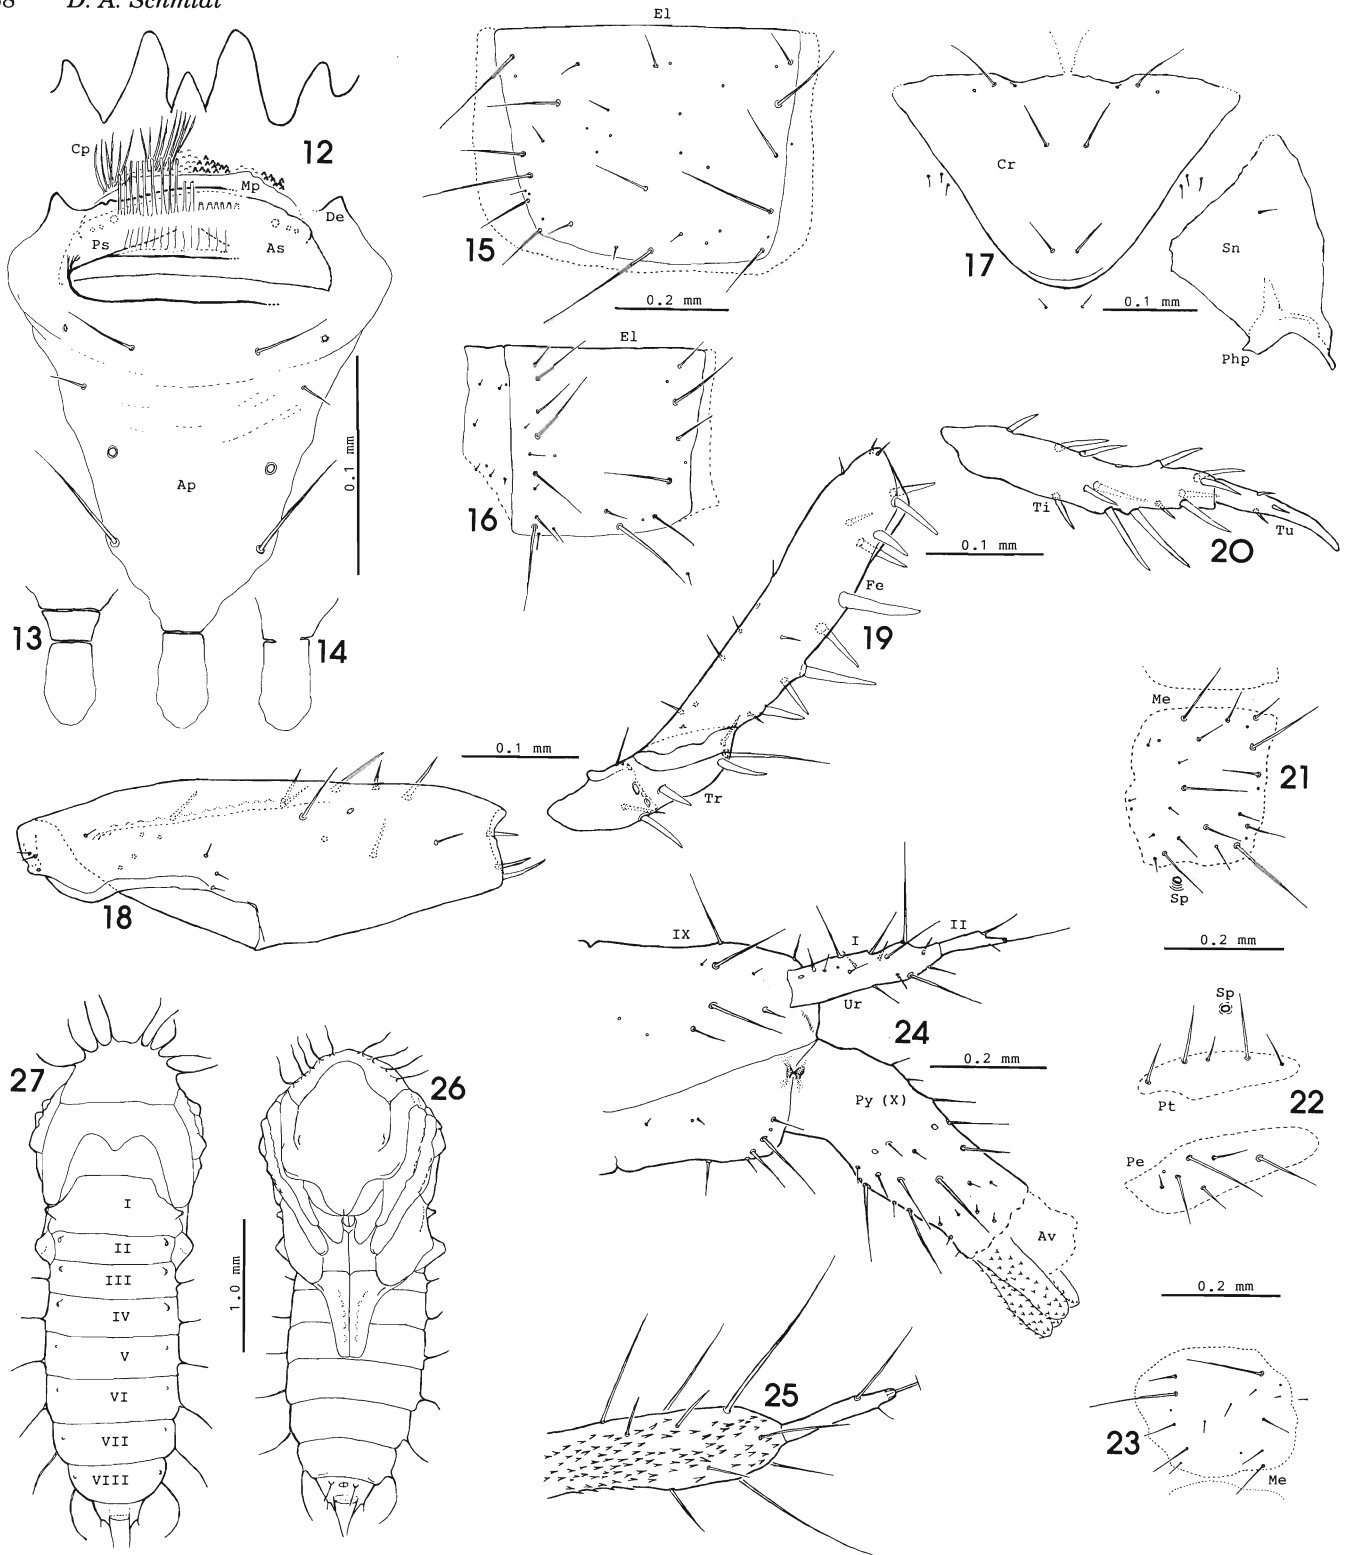 D. A. Schmidt
12
Cp
Mp
De
Ps
As
Ap
0.1 mm
13
14
El
15
0.2 mm
El
16
Cr
17
0.1 mm
Sn
Php
Ti
Tu
20
0.1 mm
Fe
19
Tr
0.1 mm
18
Me
21
Sp
0.2 mm
IX
I
II
Ur
24
0.2 mm
Py (X)
Av
Sp
Pt
22
Pe
0.2 mm
23
Me
25
27
I
II
III
IV
V
VI
VII
VIII
1.0 mm
26